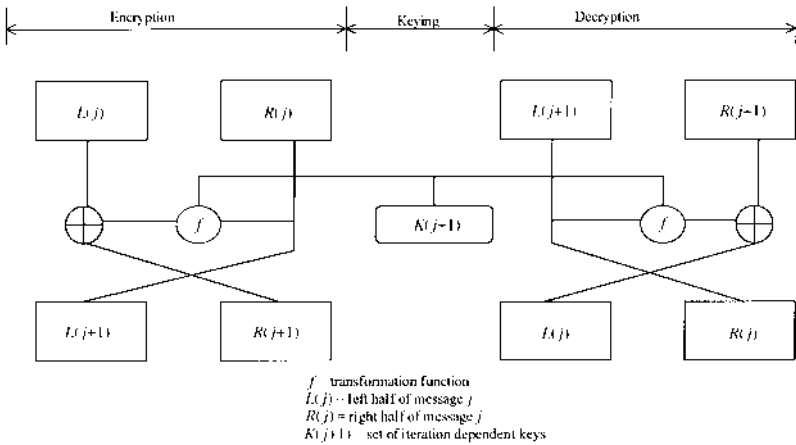 Encryption
Keying
Decryption
L(j)
R(j)
L(j+1)
R(j+1)
f
K(j+1)
f
L(j+1)
R(j+1)
L(j)
R(j)
f transformation function
L(j) = left half of message j
R(j) = right half of message j
K(j+1) set of iteration dependent keys